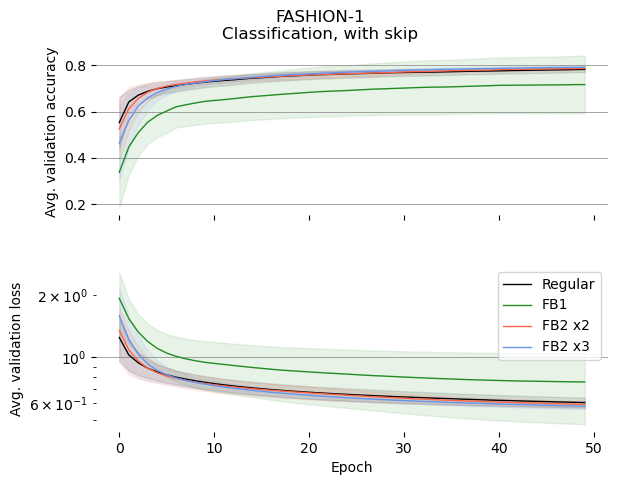 FASHION-1
Classification, with skip
Avg. validation accuracy
0.8
0.6
0.4
0.2
Avg. validation loss
2 × 10⁰
10⁰
6 × 10⁻¹
Regular
FB1
FB2 x2
FB2 x3
0 10 20 30 40 50
Epoch